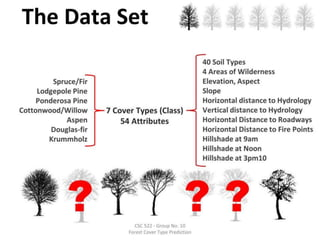 The Data Set
Spruce/Fir
Lodgepole Pine
Ponderosa Pine
Cottonwood/Willow
Aspen
Douglas-fir
Krummholz
7 Cover Types (Class)
54 Attributes
40 Soil Types
4 Areas of Wilderness
Elevation, Aspect
Slope
Horizontal distance to Hydrology
Vertical distance to Hydrology
Horizontal Distance to Roadways
Horizontal Distance to Fire Points
Hillshade at 9am
Hillshade at Noon
Hillshade at 3pm10
? ? ?
CSC 522 : Group No. 10
Forest Cover Type Prediction